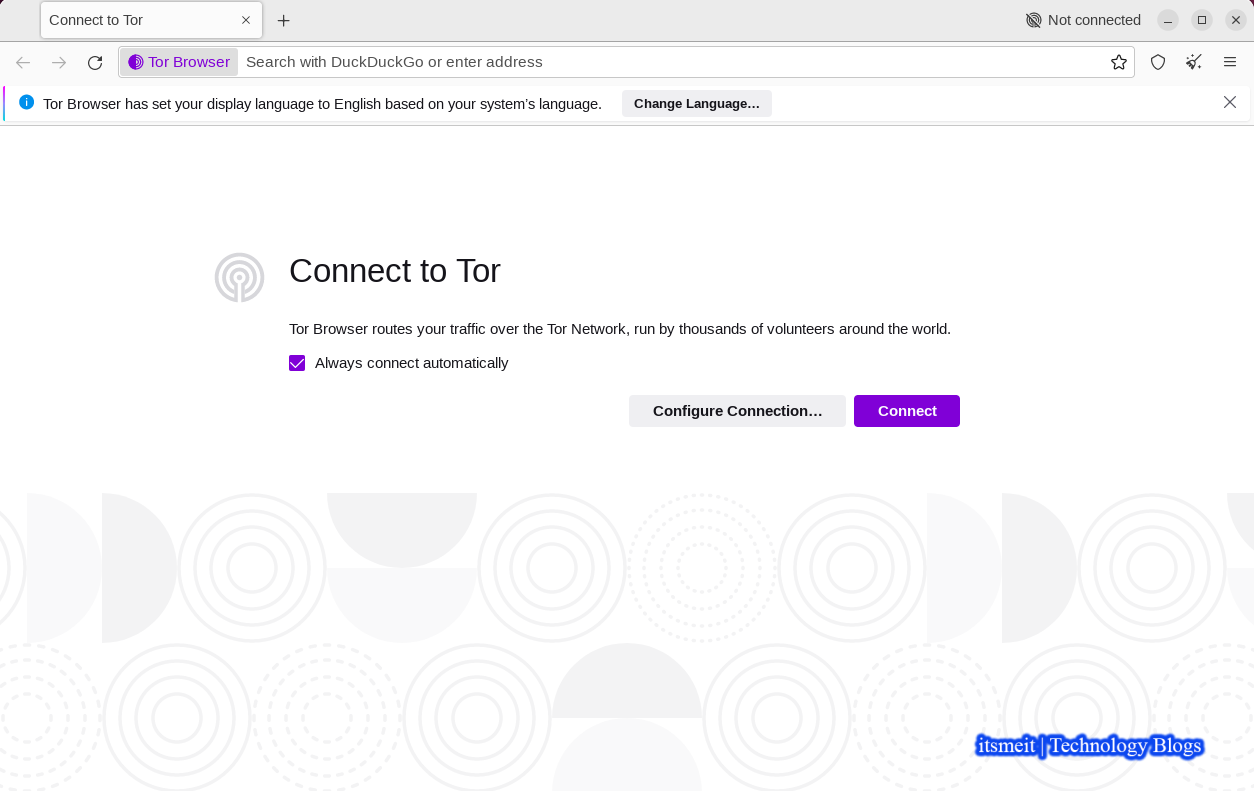 Connect to Tor
Not connected
Tor Browser
Search with DuckDuckGo or enter address
Tor Browser has set your display language to English based on your system’s language.
Change Language…
Connect to Tor
Tor Browser routes your traffic over the Tor Network, run by thousands of volunteers around the world.
Always connect automatically
Configure Connection…
Connect
itsmeit | Technology Blogs